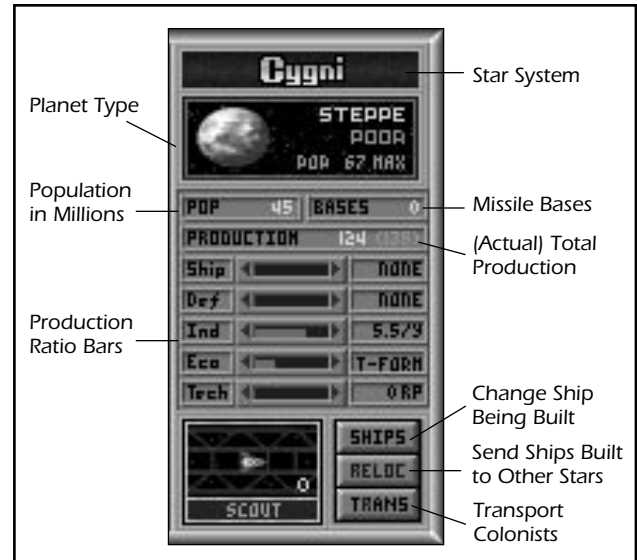 Cygni
Star System
Planet Type
STEPPE
POOR
POP 67 MAX
Population
in Millions
POP 45 BASES 0
Missile Bases
PRODUCTION 124 (135)
(Actual) Total
Production
Ship NONE
Def NONE
Production
Ratio Bars
Ind 5.5/Y
Eco T-FORM
Tech 0 RP
Change Ship
Being Built
SHIPS
0
RELOC
Send Ships Built
to Other Stars
SCOUT
TRANS
Transport
Colonists